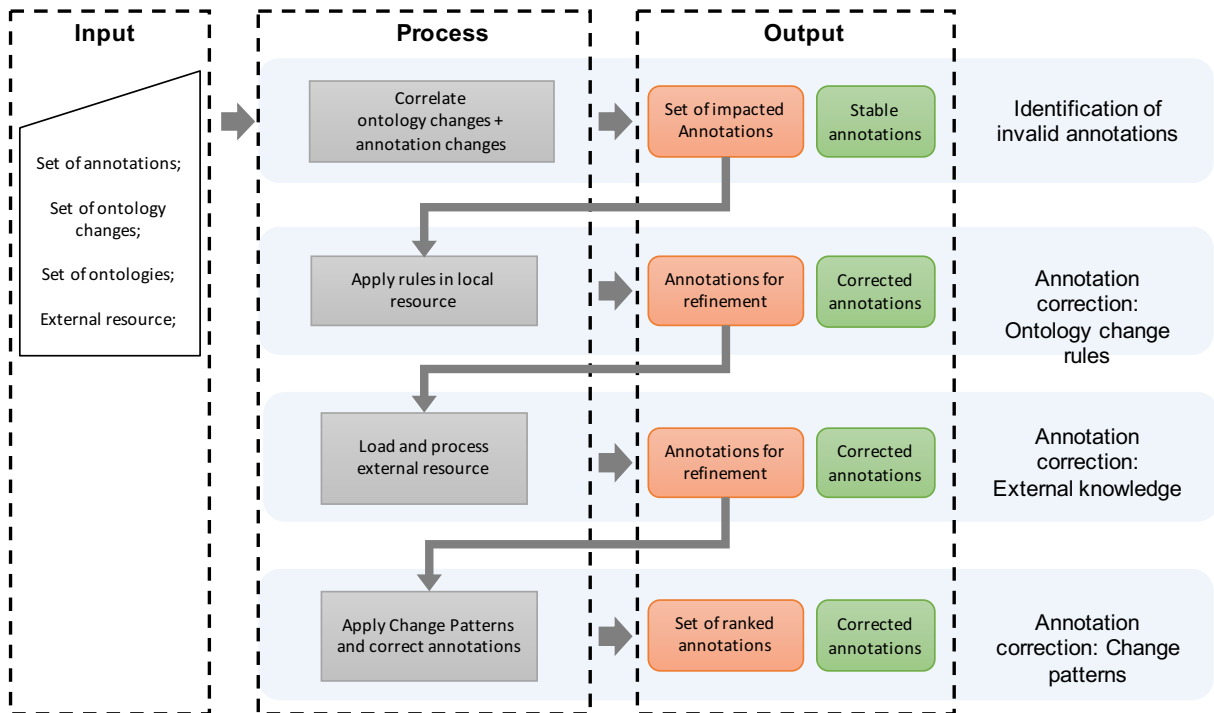 Input
Process
Output
Set of annotations;
Set of ontology
changes;
Set of ontologies;
External resource;
Correlate
ontology changes +
annotation changes
Set of impacted
Annotations
Stable
annotations
Identification of
invalid annotations
Apply rules in local
resource
Annotations for
refinement
Corrected
annotations
Annotation
correction:
Ontology change
rules
Load and process
external resource
Annotations for
refinement
Corrected
annotations
Annotation
correction:
External knowledge
Apply Change Patterns
and correct annotations
Set of ranked
annotations
Corrected
annotations
Annotation
correction: Change
patterns